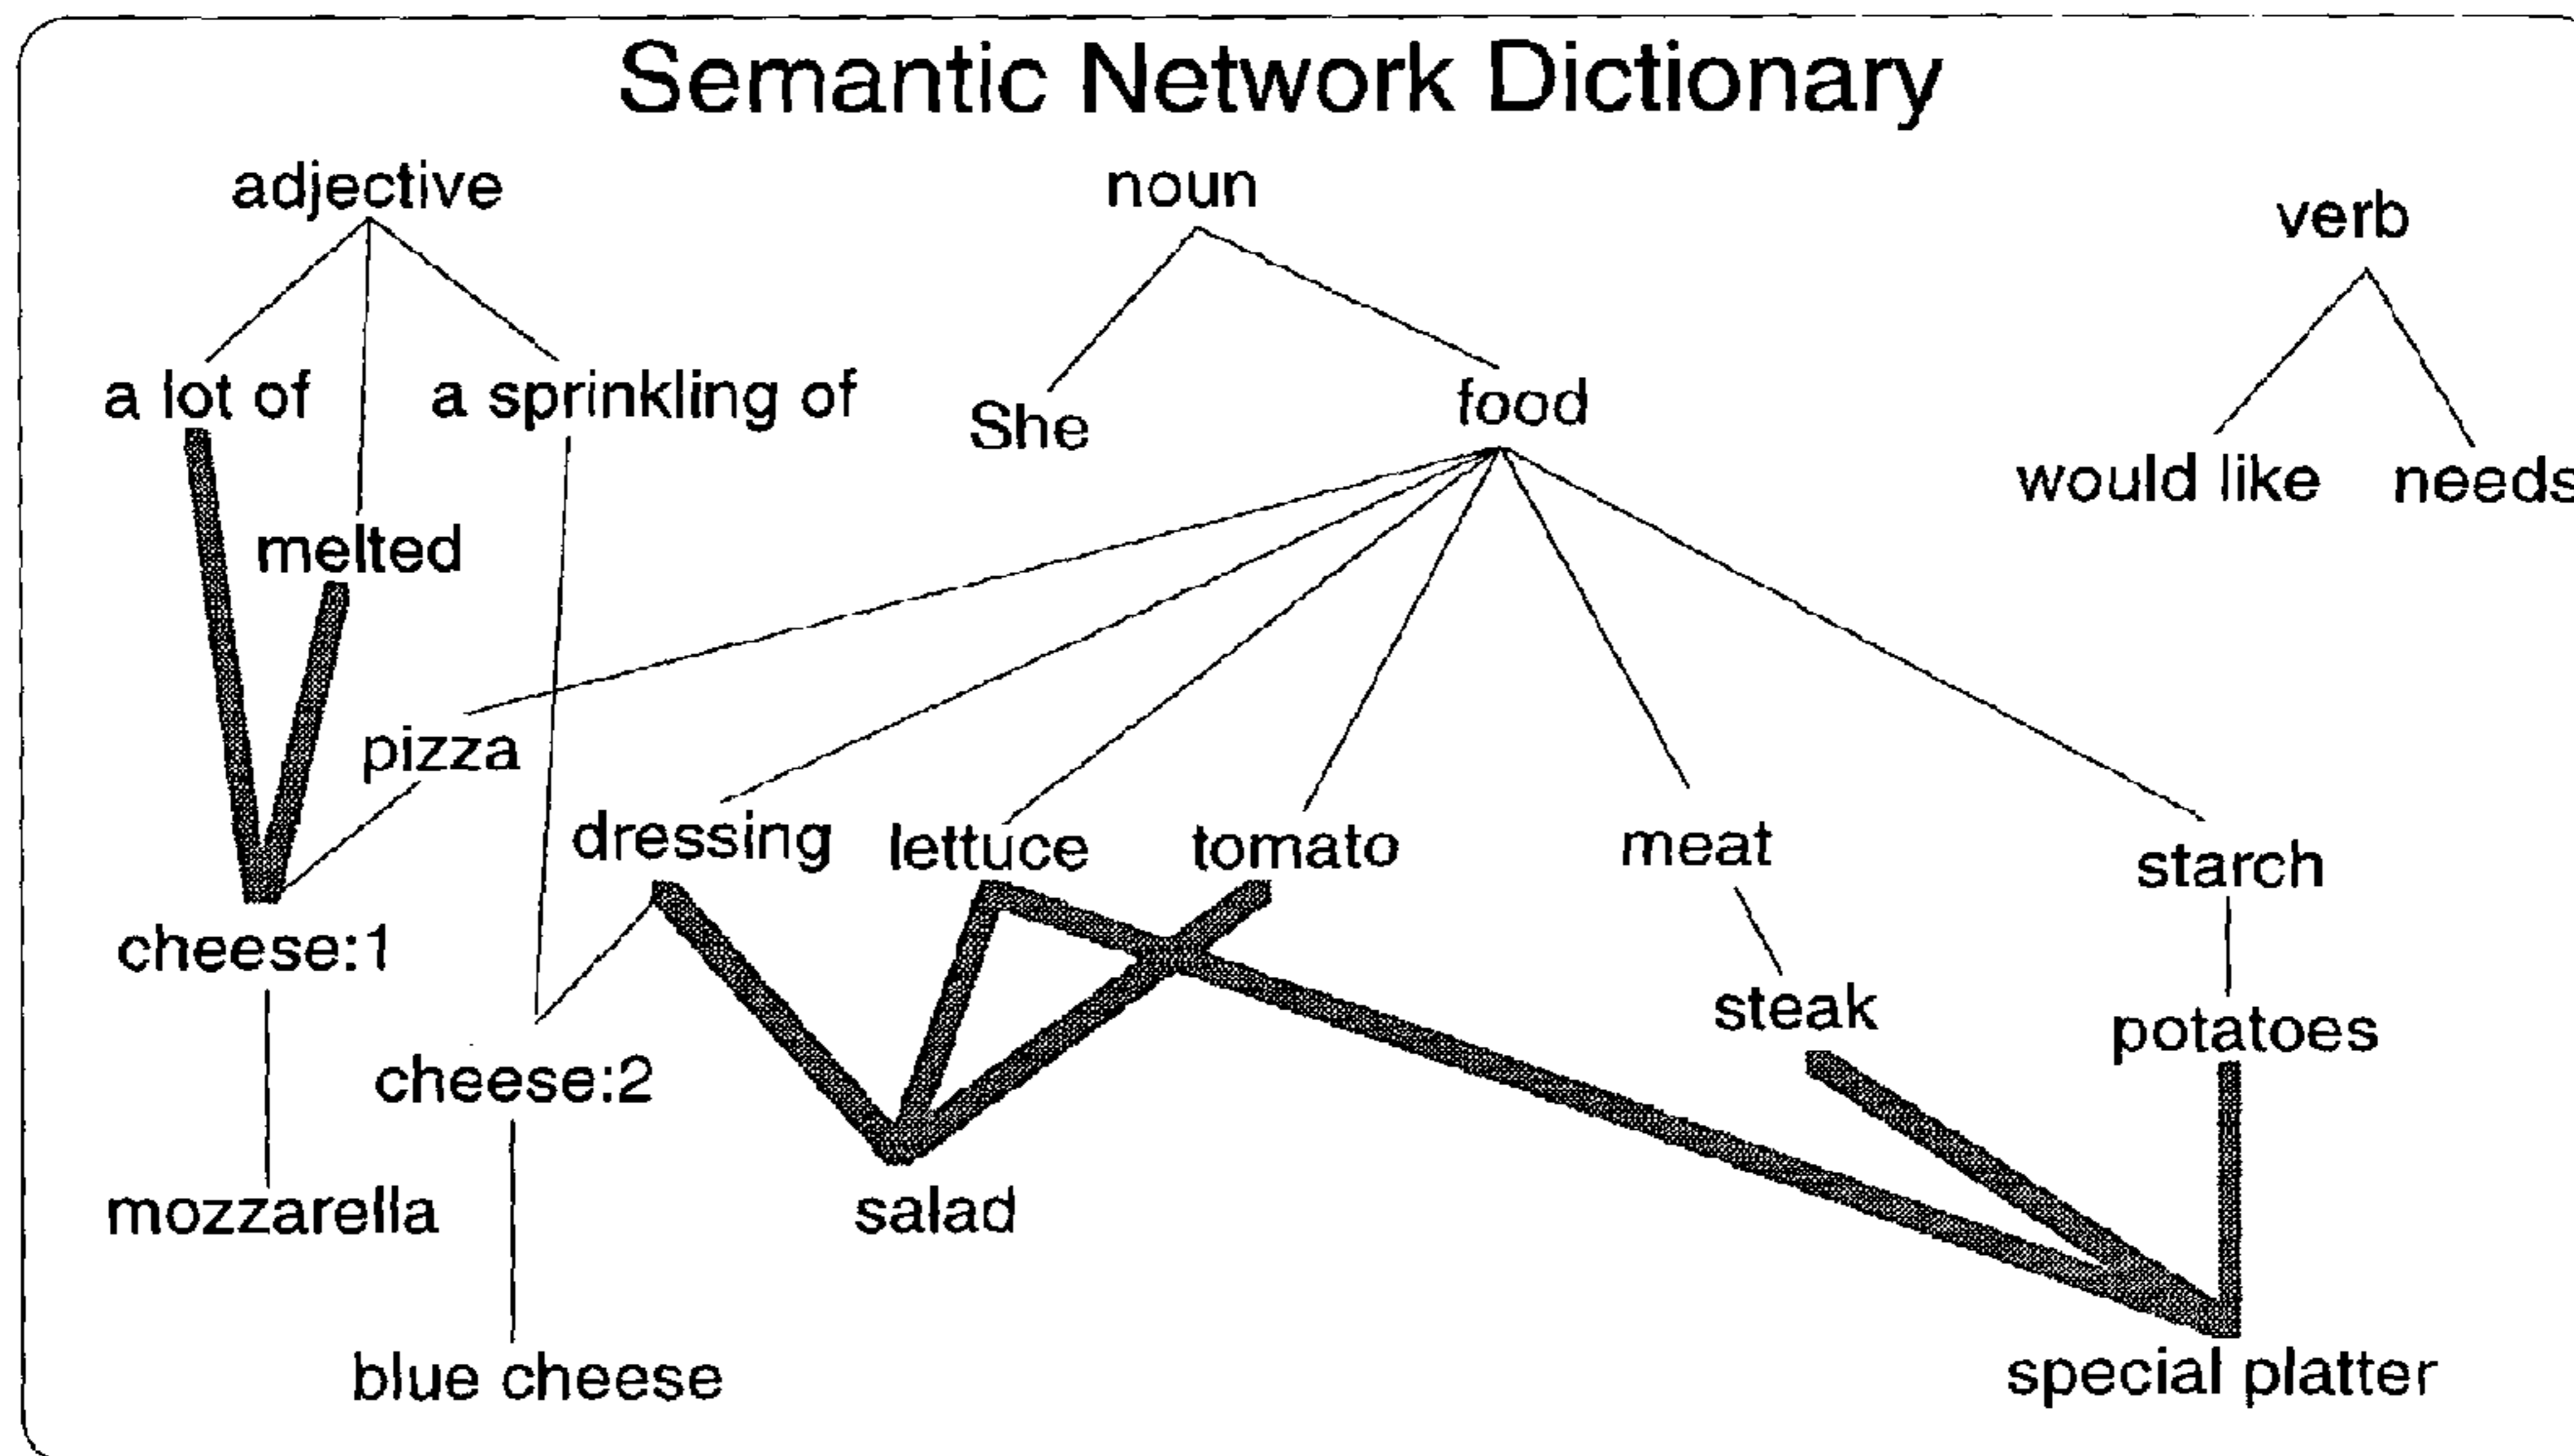 Semantic Network Dictionary
adjective
noun
verb
a lot of
a sprinkling of
She
food
would like
needs
melted
pizza
dressing
lettuce
tomato
meat
starch
cheese:1
steak
potatoes
cheese:2
mozzarella
salad
blue cheese
special platter